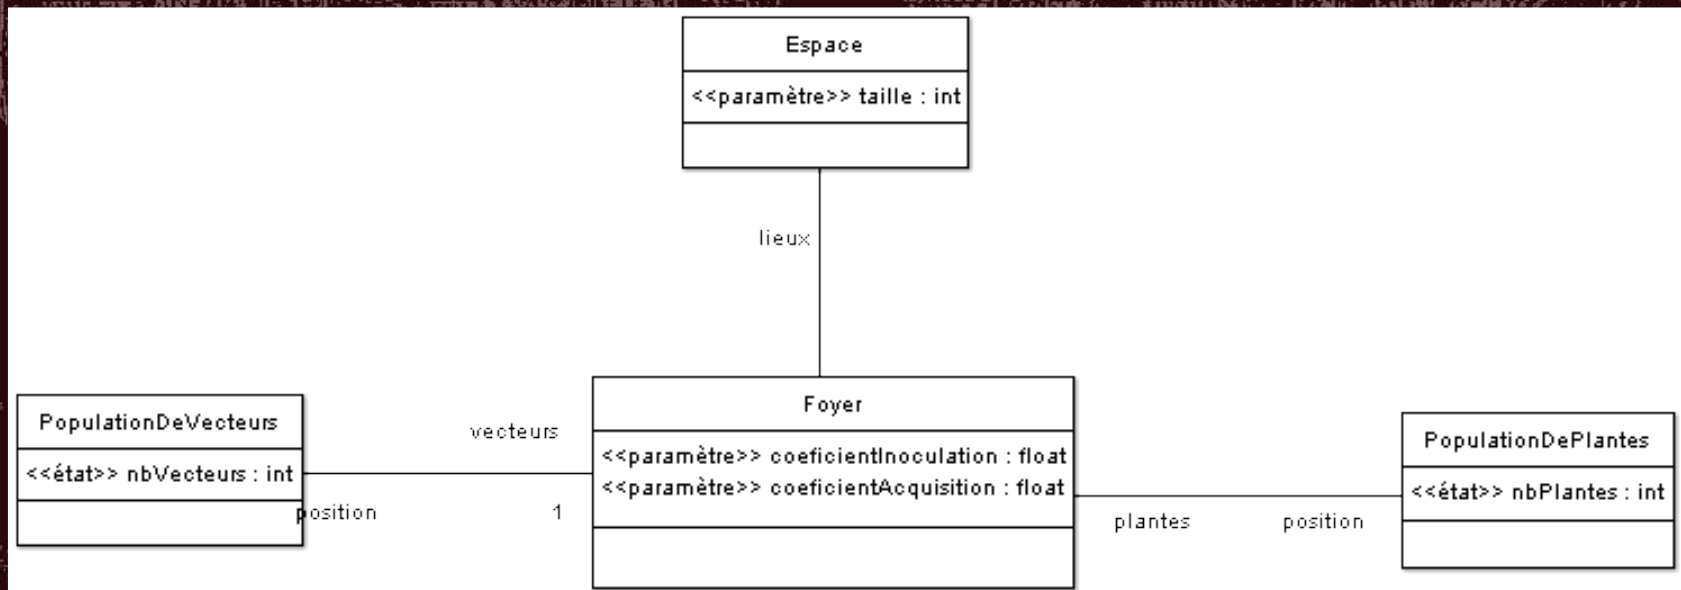 Espace
<<paramètre>> taille : int
lieux
Foyer
<<paramètre>> coeficientInoculation : float
<<paramètre>> coeficientAcquisition : float
PopulationDeVecteurs
<<état>> nbVecteurs : int
vecteurs
position
1
PopulationDePlantes
<<état>> nbPlantes : int
plantes
position